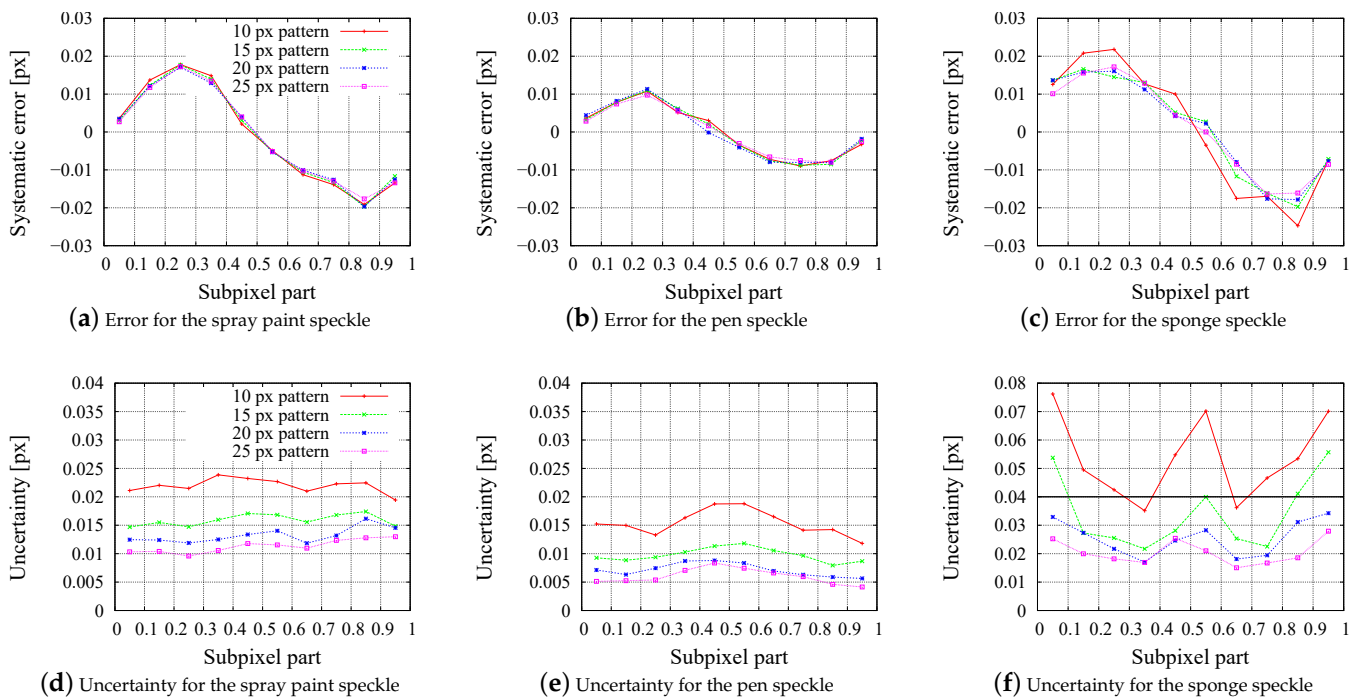 Systematic error [px]
0.03
0.02
0.01
0
−0.01
−0.02
−0.03
10 px pattern
15 px pattern
20 px pattern
25 px pattern
0 0.1 0.2 0.3 0.4 0.5 0.6 0.7 0.8 0.9 1
Subpixel part
(a) Error for the spray paint speckle
Systematic error [px]
0.03
0.02
0.01
0
−0.01
−0.02
−0.03
0 0.1 0.2 0.3 0.4 0.5 0.6 0.7 0.8 0.9 1
Subpixel part
(b) Error for the pen speckle
Systematic error [px]
0.03
0.02
0.01
0
−0.01
−0.02
−0.03
0 0.1 0.2 0.3 0.4 0.5 0.6 0.7 0.8 0.9 1
Subpixel part
(c) Error for the sponge speckle
Uncertainty [px]
0.04
0.035
0.03
0.025
0.02
0.015
0.01
0.005
0
10 px pattern
15 px pattern
20 px pattern
25 px pattern
0 0.1 0.2 0.3 0.4 0.5 0.6 0.7 0.8 0.9 1
Subpixel part
(d) Uncertainty for the spray paint speckle
Uncertainty [px]
0.04
0.035
0.03
0.025
0.02
0.015
0.01
0.005
0
0 0.1 0.2 0.3 0.4 0.5 0.6 0.7 0.8 0.9 1
Subpixel part
(e) Uncertainty for the pen speckle
Uncertainty [px]
0.08
0.07
0.06
0.05
0.04
0.03
0.02
0.01
0
0 0.1 0.2 0.3 0.4 0.5 0.6 0.7 0.8 0.9 1
Subpixel part
(f) Uncertainty for the sponge speckle